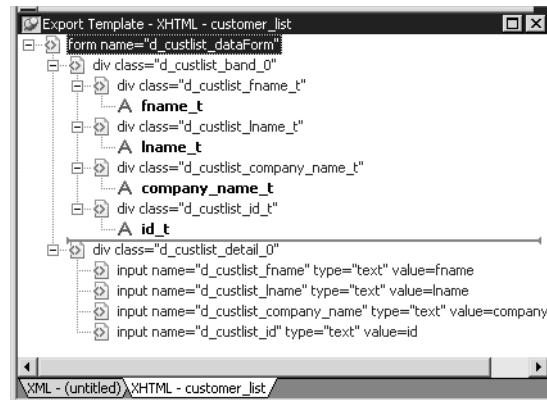 Export Template - XHTML - customer_list
form name="d_custlist_dataForm"
div class="d_custlist_band_0"
div class="d_custlist_fname_t"
A fname_t
div class="d_custlist_lname_t"
A lname_t
div class="d_custlist_company_name_t"
A company_name_t
div class="d_custlist_id_t"
A id_t
div class="d_custlist_detail_0"
input name="d_custlist_fname" type="text" value=fname
input name="d_custlist_lname" type="text" value=lname
input name="d_custlist_company_name" type="text" value=company
input name="d_custlist_id" type="text" value=id
XML - (untitled) XHTML - customer_list